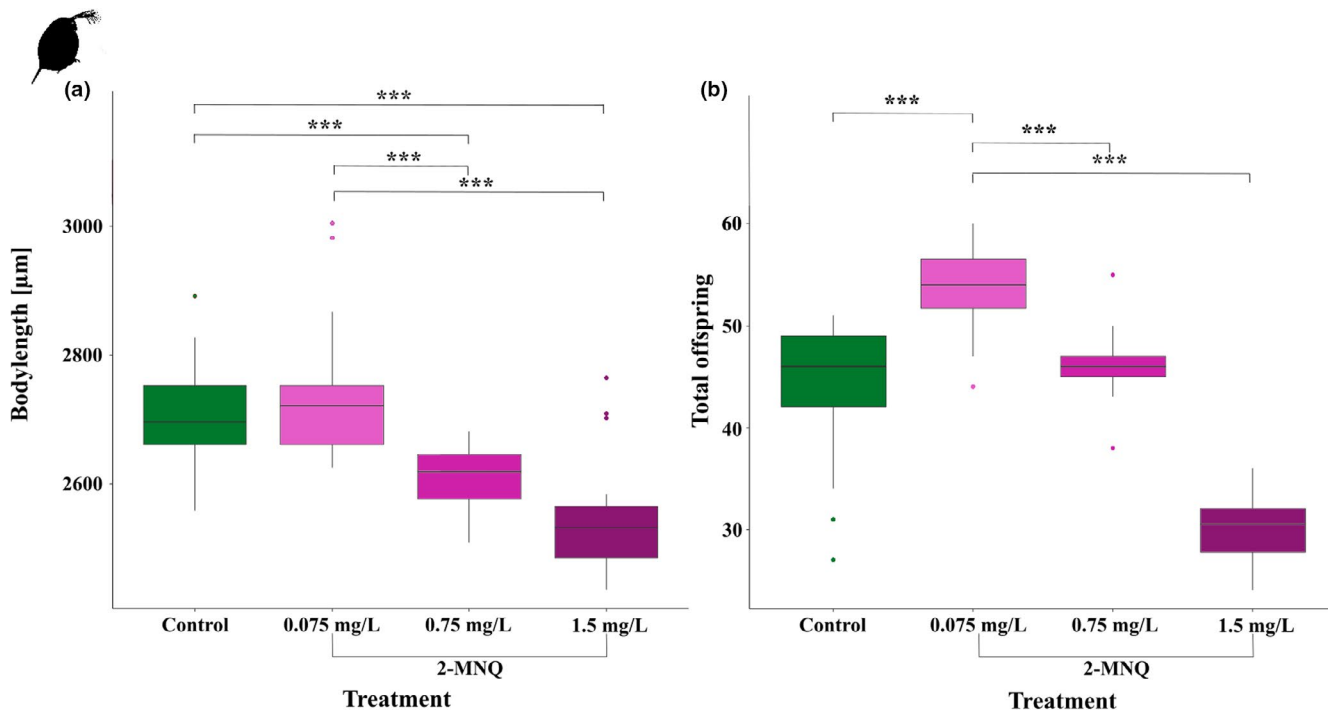 (a)
***
***
***
***
3000
2800
2600
Bodylength [µm]
Control 0.075 mg/L 0.75 mg/L 1.5 mg/L
2-MNQ
Treatment
(b)
***
***
***
60
50
40
30
Total offspring
Control 0.075 mg/L 0.75 mg/L 1.5 mg/L
2-MNQ
Treatment